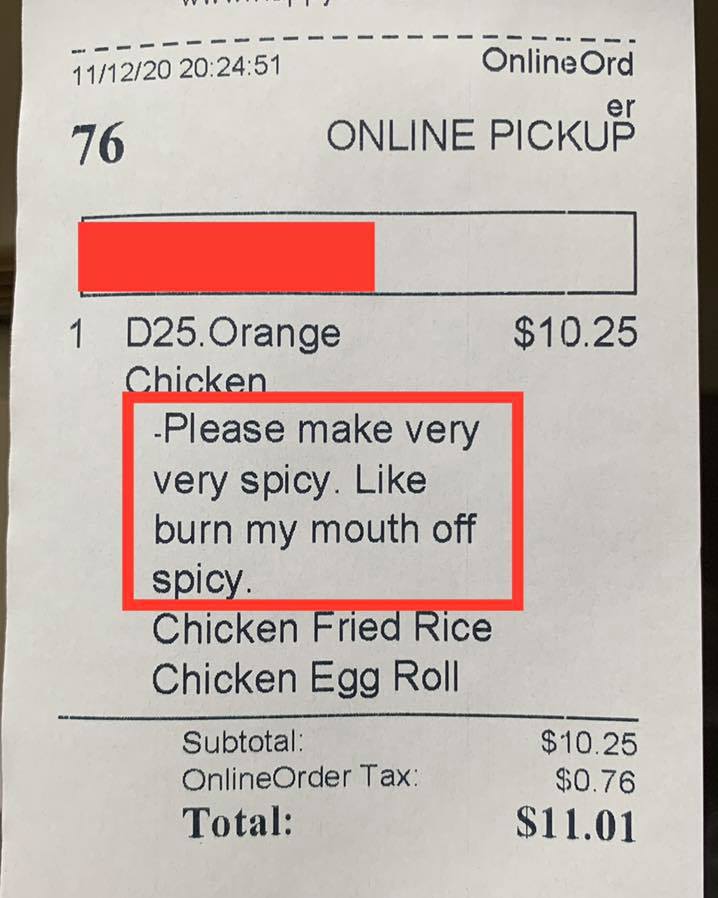 11/12/20 20:24:51 OnlineOrd
er
76 ONLINE PICKUP
1 D25.Orange $10.25
Chicken
-Please make very
very spicy. Like
burn my mouth off
spicy.
Chicken Fried Rice
Chicken Egg Roll
Subtotal: $10.25
OnlineOrder Tax: $0.76
Total: $11.01